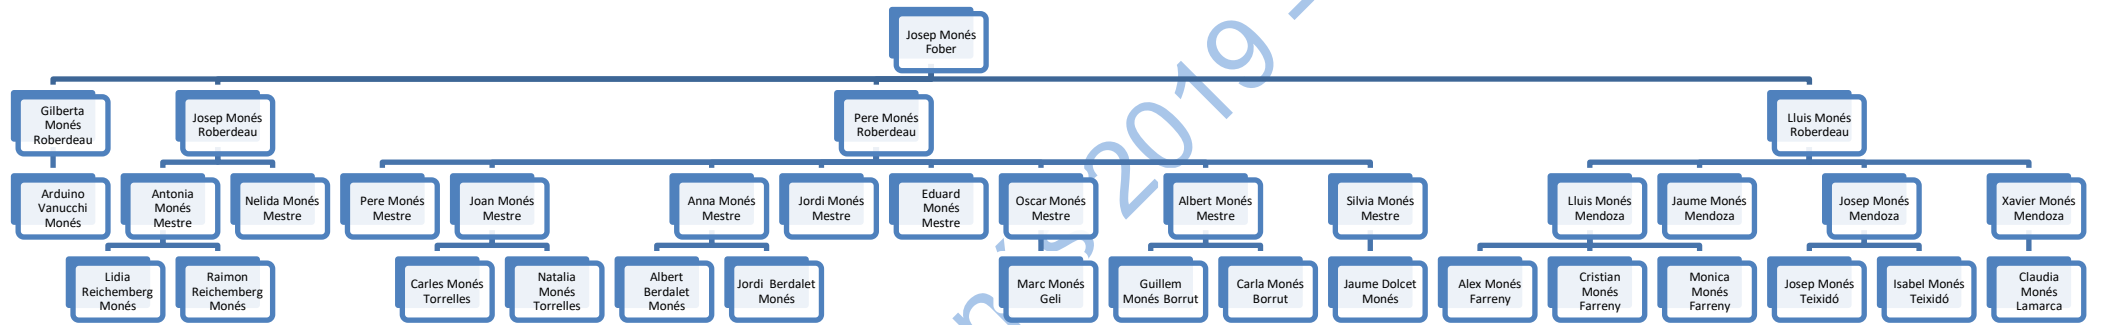 Josep Monés
Fober
Gilberta
Monés
Roberdeau
Josep Monés
Roberdeau
Pere Monés
Roberdeau
Lluis Monés
Roberdeau
Arduino
Vanucchi
Monés
Antonia
Monés
Mestre
Nelida Monés
Mestre
Pere Monés
Mestre
Joan Monés
Mestre
Anna Monés
Mestre
Jordi Monés
Mestre
Eduard
Monés
Mestre
Oscar Monés
Mestre
Albert Monés
Mestre
Silvia Monés
Mestre
Lluis Monés
Mendoza
Jaume Monés
Mendoza
Josep Monés
Mendoza
Xavier Monés
Mendoza
Lidia
Reichemberg
Monés
Raimon
Reichemberg
Monés
Carles Monés
Torrelles
Natalia
Monés
Torrelles
Albert
Berdalet
Monés
Jordi Berdalet
Monés
Marc Monés
Geli
Guillem
Monés Borrut
Carla Monés
Borrut
Jaume Dolcet
Monés
Alex Monés
Farreny
Cristian
Monés
Farreny
Monica
Monés
Farreny
Josep Monés
Teixidó
Isabel Monés
Teixidó
Claudia
Monés
Lamarca
2019 -